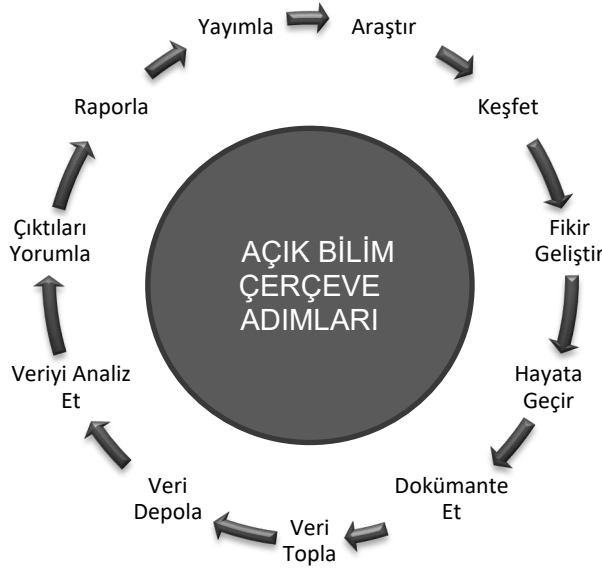 Yayımla
Araştır
Keşfet
Fikir
Geliştir
Hayata
Geçir
Dokümante
Et
Veri
Topla
Veri
Depola
Veriyi Analiz
Et
Çıktıları
Yorumla
Raporla
AÇIK BİLİM
ÇERÇEVE
ADIMLARI